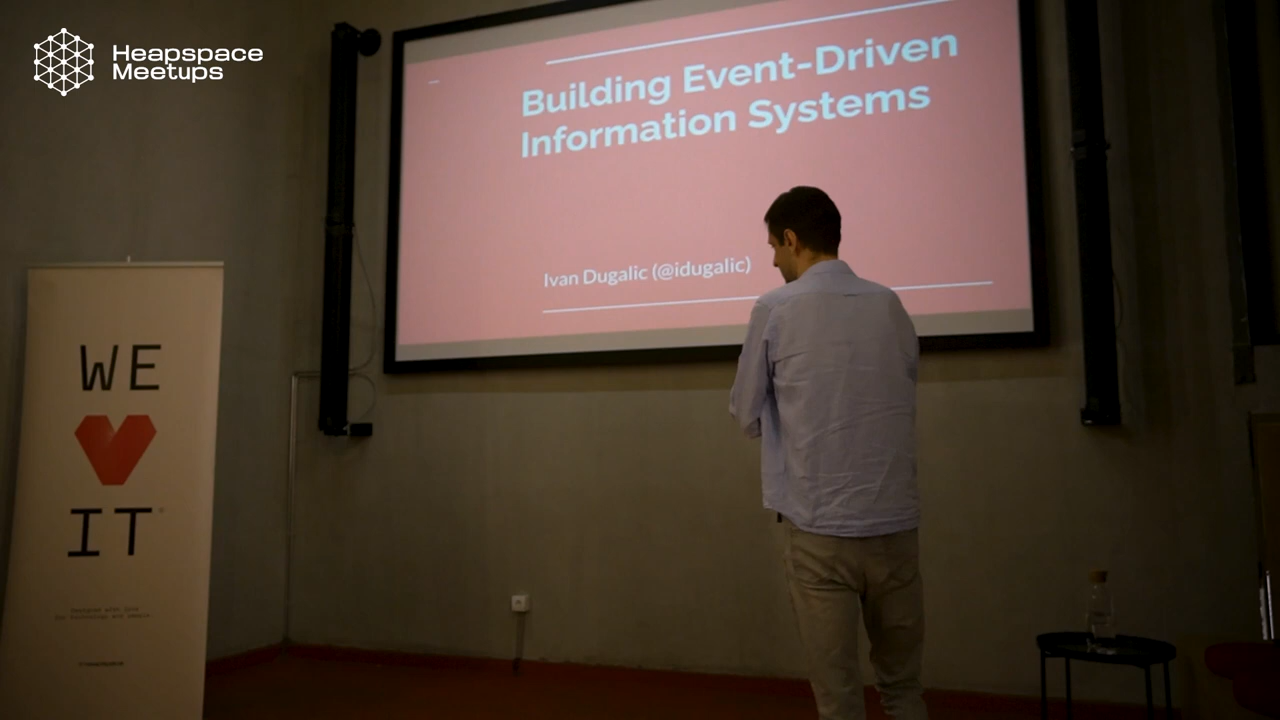 Heapspace
Meetups
Building Event-Driven
Information Systems
Ivan Dugalic (@idugalic)
WE
IT